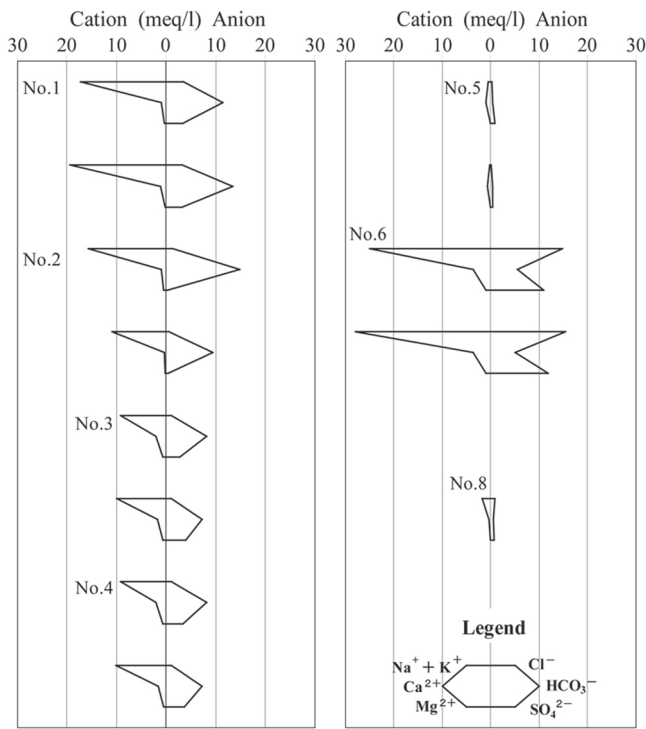 Cation (meq/l) Anion
30 20 10 0 10 20 30
No.1
No.2
No.3
No.4
Cation (meq/l) Anion
30 20 10 0 10 20 30
No.5
No.6
No.8
Legend
Na⁺ + K⁺ Cl⁻
Ca²⁺ HCO₃⁻
Mg²⁺ SO₄²⁻